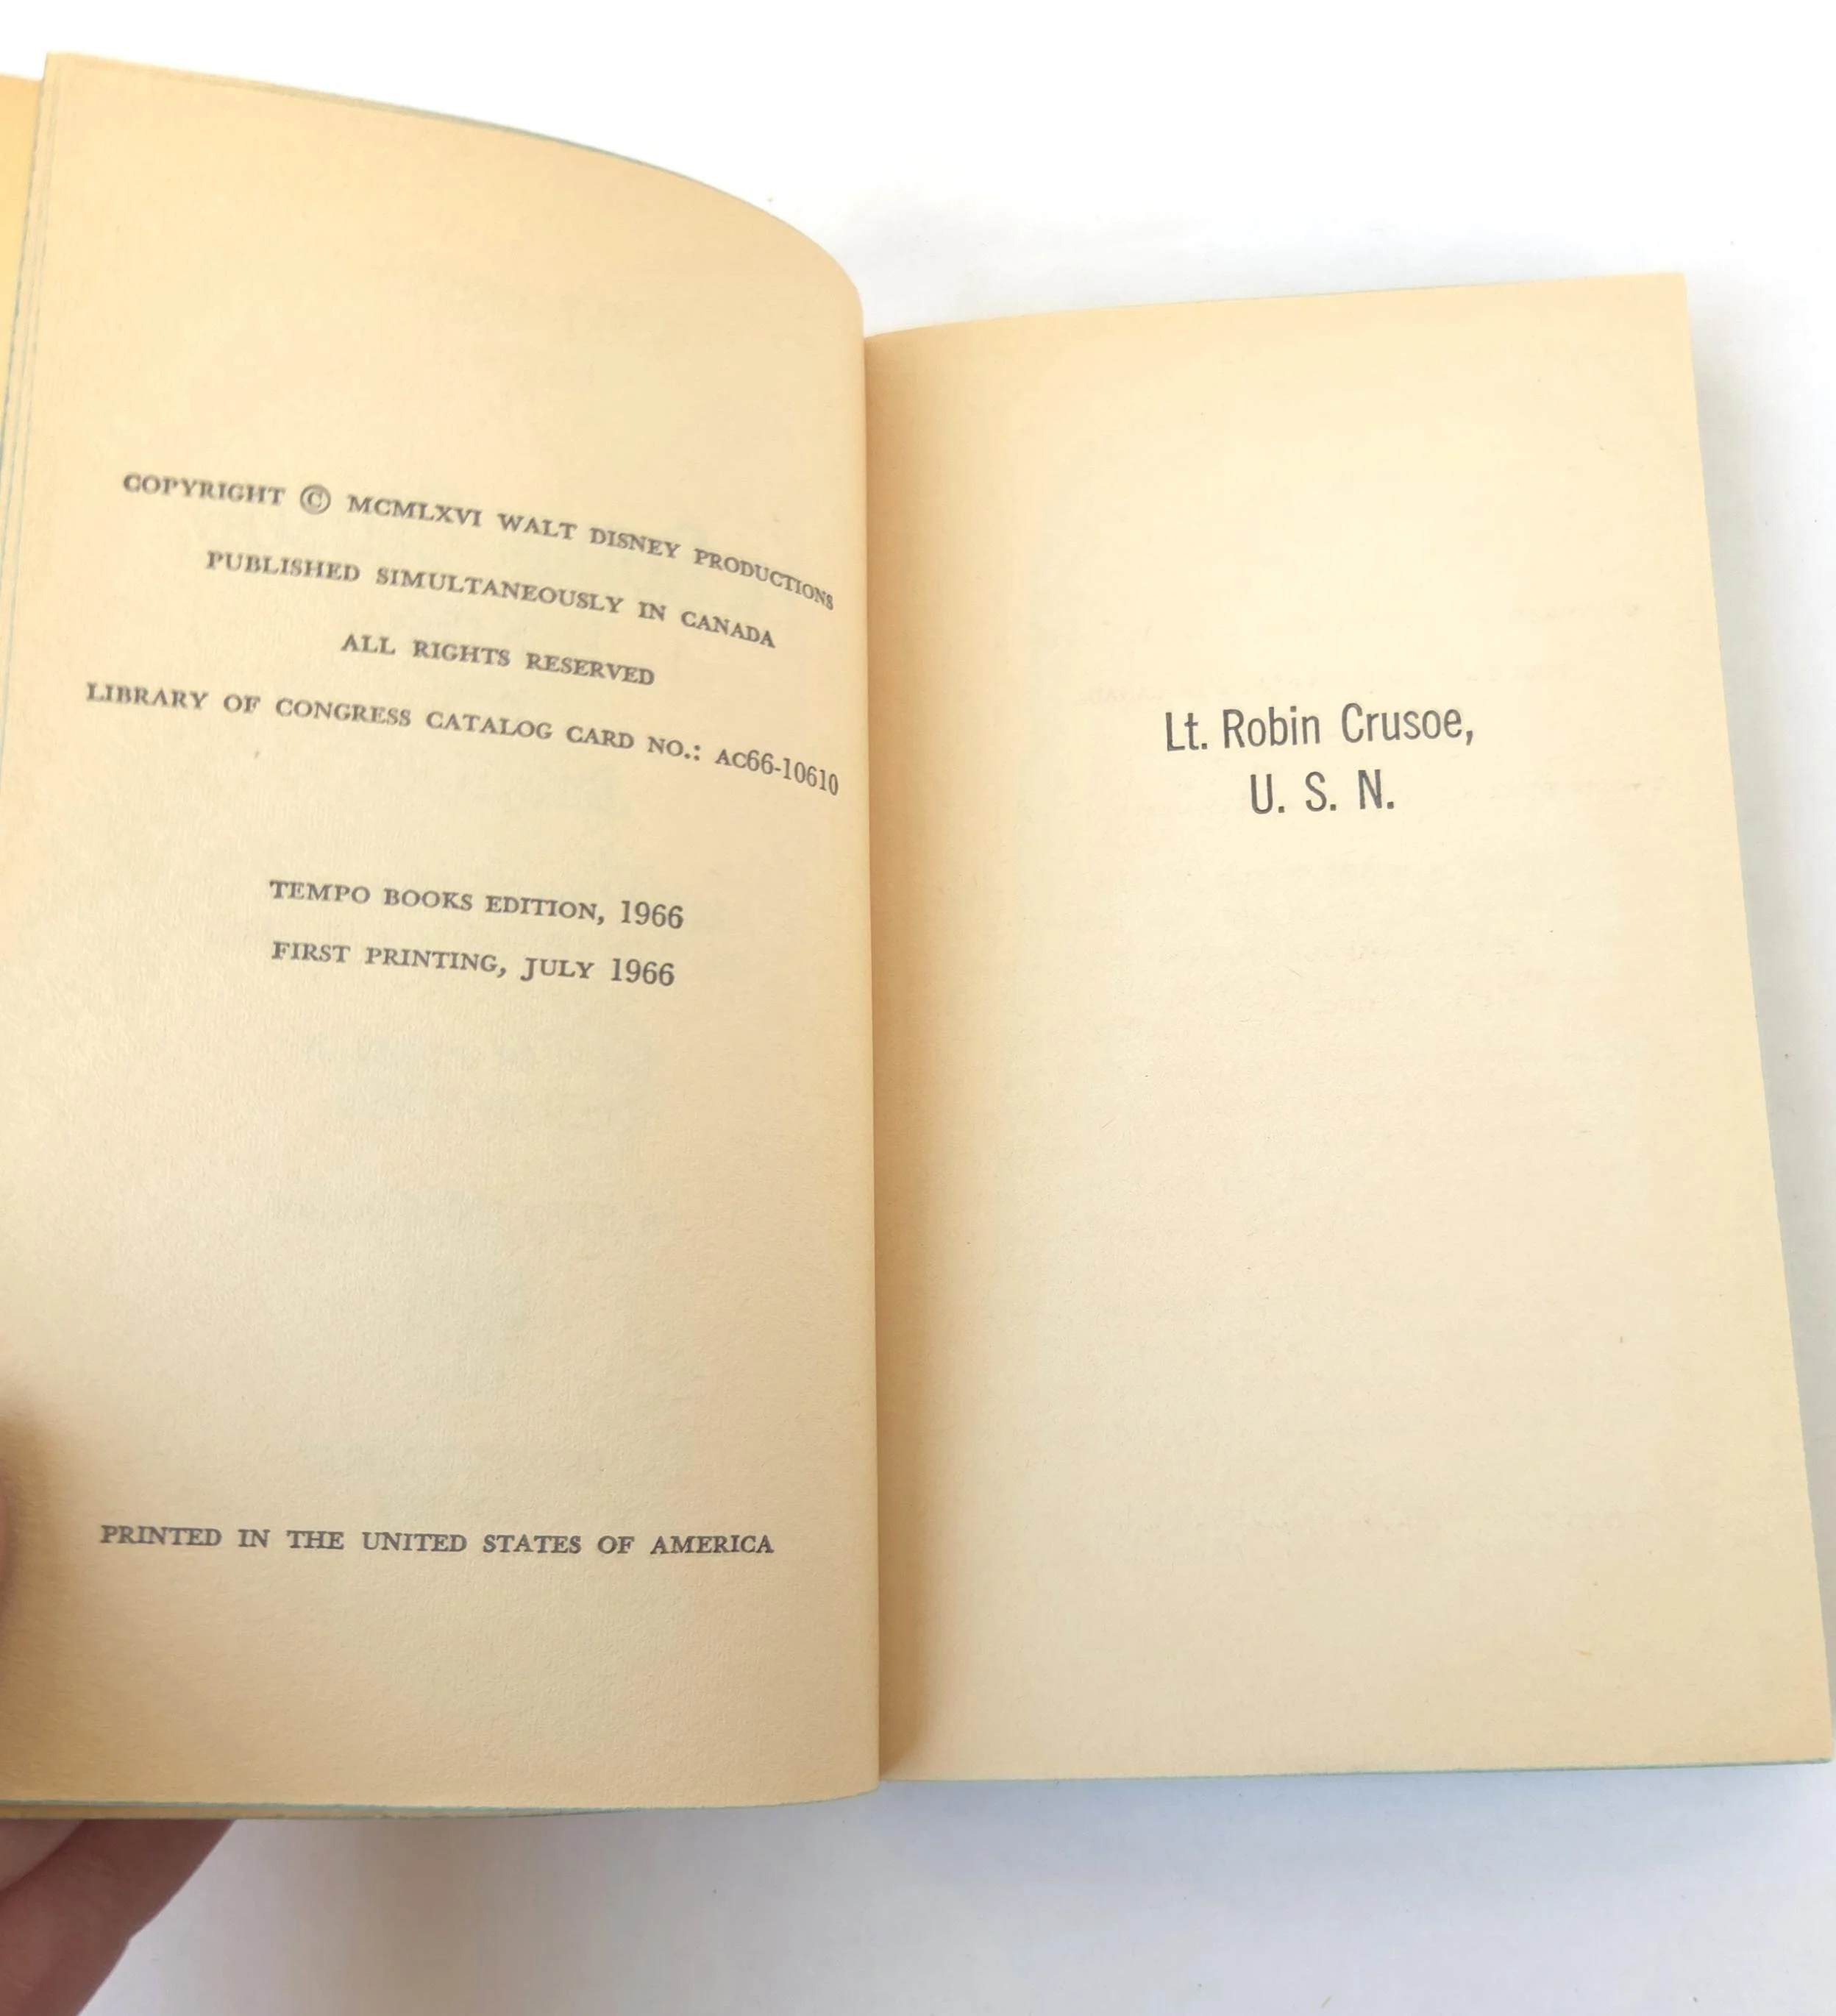 COPYRIGHT © MCMLXVI WALT DISNEY PRODUCTIONS
PUBLISHED SIMULTANEOUSLY IN CANADA
ALL RIGHTS RESERVED
LIBRARY OF CONGRESS CATALOG CARD NO.: AC66-10610
TEMPO BOOKS EDITION, 1966
FIRST PRINTING, JULY 1966
PRINTED IN THE UNITED STATES OF AMERICA
Lt. Robin Crusoe,
U. S. N.